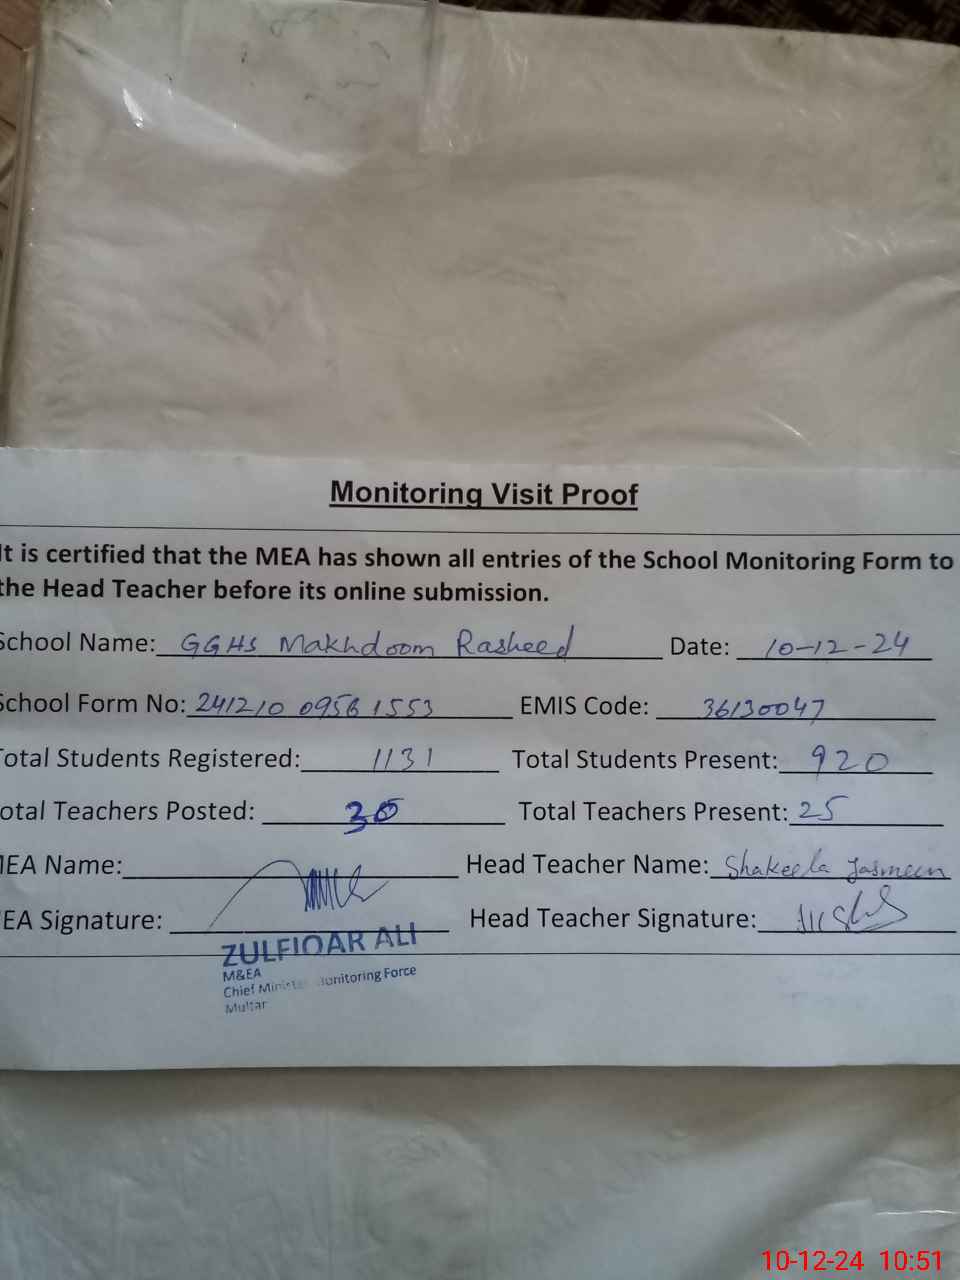 Monitoring Visit Proof
It is certified that the MEA has shown all entries of the School Monitoring Form to
the Head Teacher before its online submission.
School Name: GGHS Makhdoom Rasheed Date: 10-12-24
School Form No: 241210 0956 1553 EMIS Code: 36130047
Total Students Registered: 1131 Total Students Present: 920
otal Teachers Posted: 30 Total Teachers Present: 25
MEA Name: Head Teacher Name: Shakeela Jasmeen
EA Signature: Head Teacher Signature:
ZULFIQAR ALI
M&EA
Chief Minister Monitoring Force
Multan
10-12-24 10:51